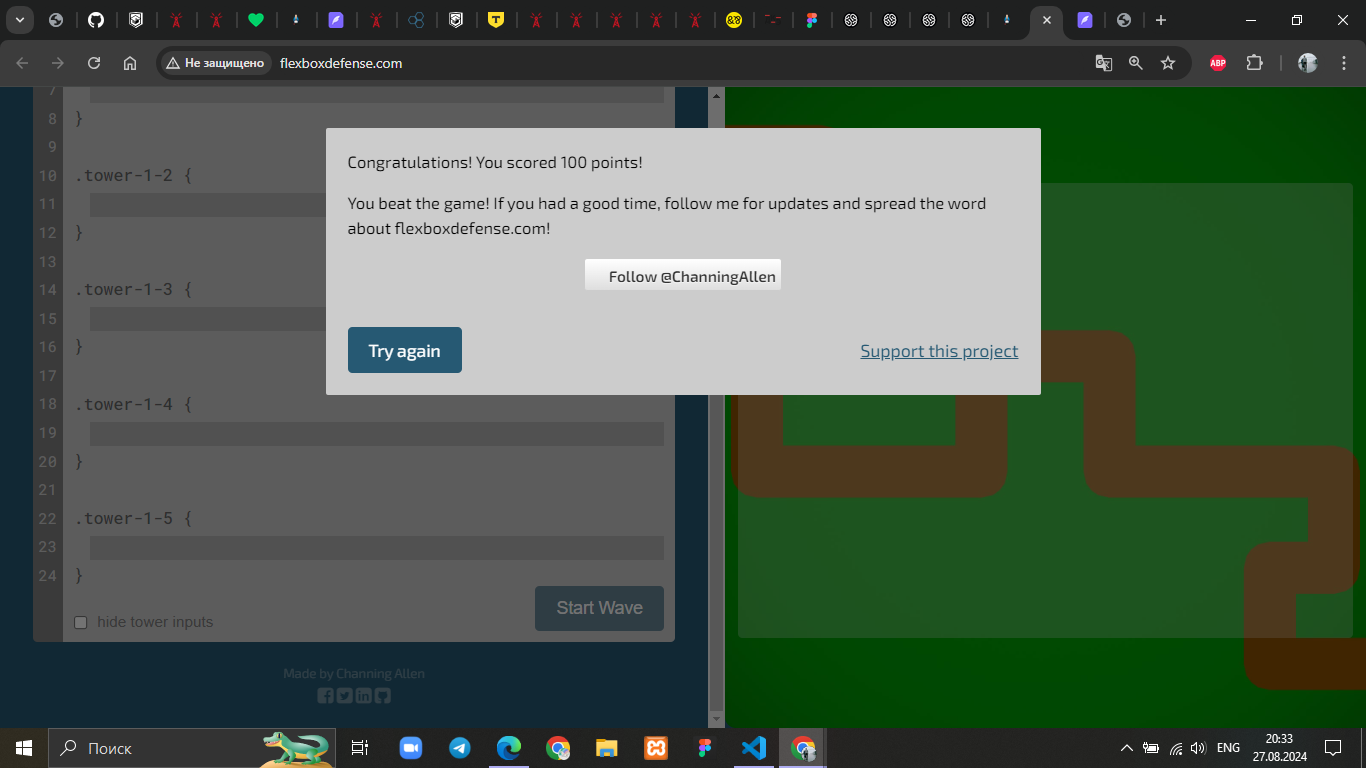 Не защищено
flexboxdefense.com
ABP
7
8 }
9
10 .tower-1-2 {
11
12 }
13
14 .tower-1-3 {
15
16 }
17
18 .tower-1-4 {
19
20 }
21
22 .tower-1-5 {
23
24 }
hide tower inputs
Start Wave
Made by Channing Allen
Congratulations! You scored 100 points!
You beat the game! If you had a good time, follow me for updates and spread the word
about flexboxdefense.com!
Follow @ChanningAllen
Try again
Support this project
Поиск
ENG
20:33
27.08.2024